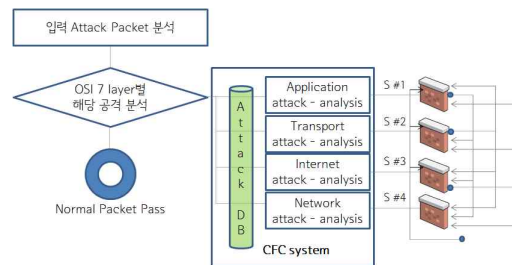 입력 Attack Packet 분석
OSI 7 layer별
해당 공격 분석
Normal Packet Pass
Attack DB
Application
attack - analysis
Transport
attack - analysis
Internet
attack - analysis
Network
attack - analysis
CFC system
S #1
S #2
S #3
S #4